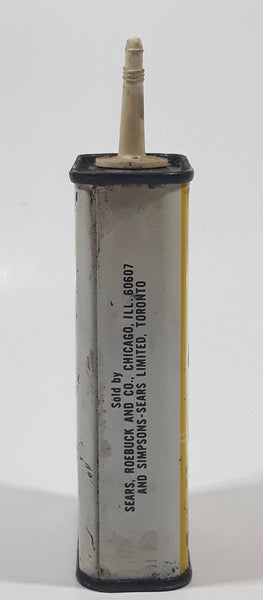 Sold by
SEARS, ROEBUCK AND CO., CHICAGO, ILL. 60607
AND SIMPSONS-SEARS LIMITED, TORONTO